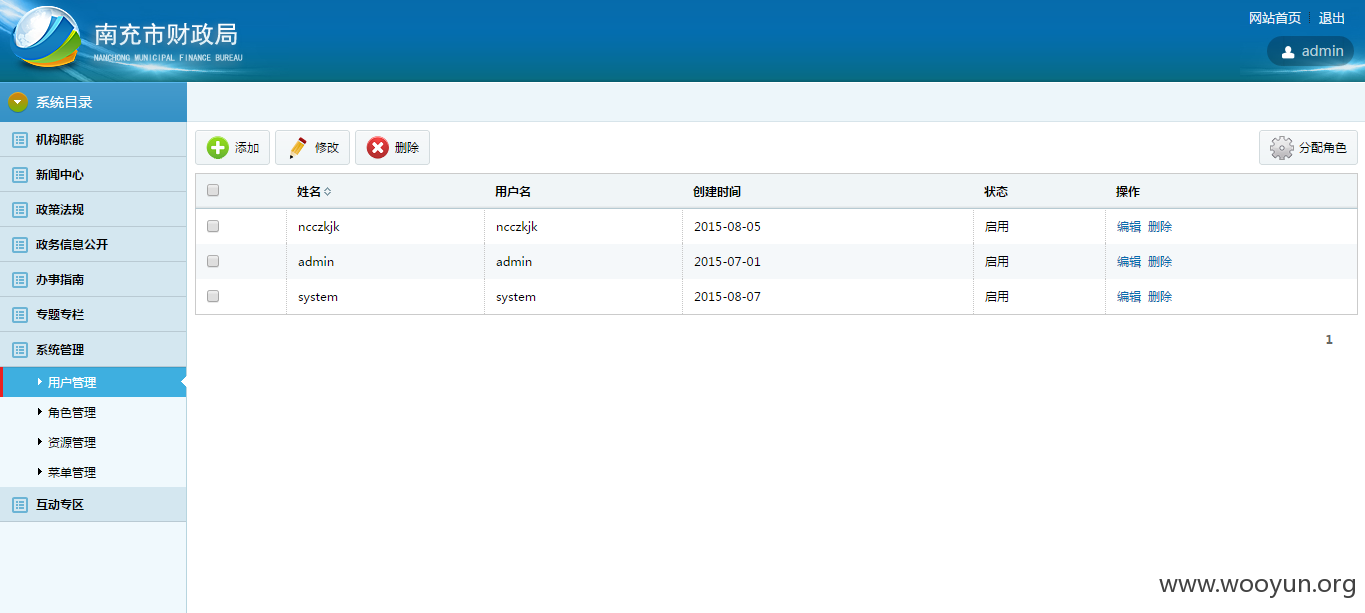 南充市财政局
NANCHONG MUNICIPAL FINANCE BUREAU
网站首页 退出
admin
系统目录
机构职能
新闻中心
政策法规
政务信息公开
办事指南
专题专栏
系统管理
用户管理
角色管理
资源管理
菜单管理
互动专区
添加 修改 删除 分配角色
姓名 用户名 创建时间 状态 操作
ncczkjk ncczkjk 2015-08-05 启用 编辑 删除
admin admin 2015-07-01 启用 编辑 删除
system system 2015-08-07 启用 编辑 删除
1
www.wooyun.org